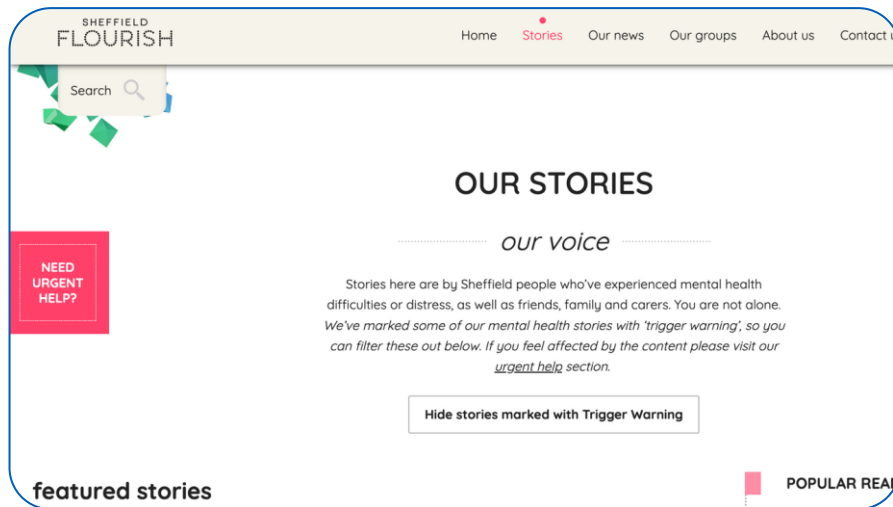 SHEFFIELD
FLOURISH
Home Stories Our news Our groups About us Contact
Search
OUR STORIES
our voice
NEED
URGENT
HELP?
Stories here are by Sheffield people who’ve experienced mental health
difficulties or distress, as well as friends, family and carers. You are not alone.
We’ve marked some of our mental health stories with ‘trigger warning’, so you
can filter these out below. If you feel affected by the content please visit our
urgent help section.
Hide stories marked with Trigger Warning
featured stories
POPULAR